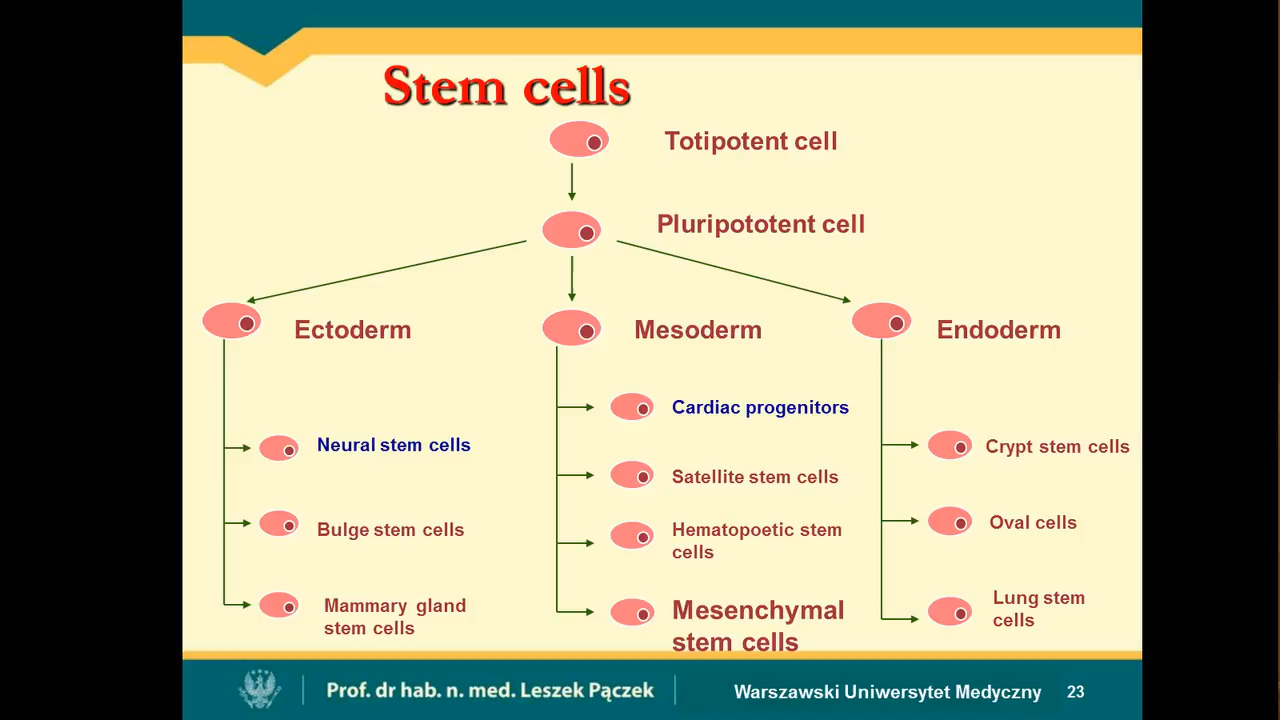 Stem cells
Totipotent cell
Pluripototent cell
Ectoderm
Mesoderm
Endoderm
Neural stem cells
Bulge stem cells
Mammary gland
stem cells
Cardiac progenitors
Satellite stem cells
Hematopoetic stem
cells
Mesenchymal
stem cells
Crypt stem cells
Oval cells
Lung stem
cells
Prof. dr hab. n. med. Leszek Pączek
Warszawski Uniwersytet Medyczny 23